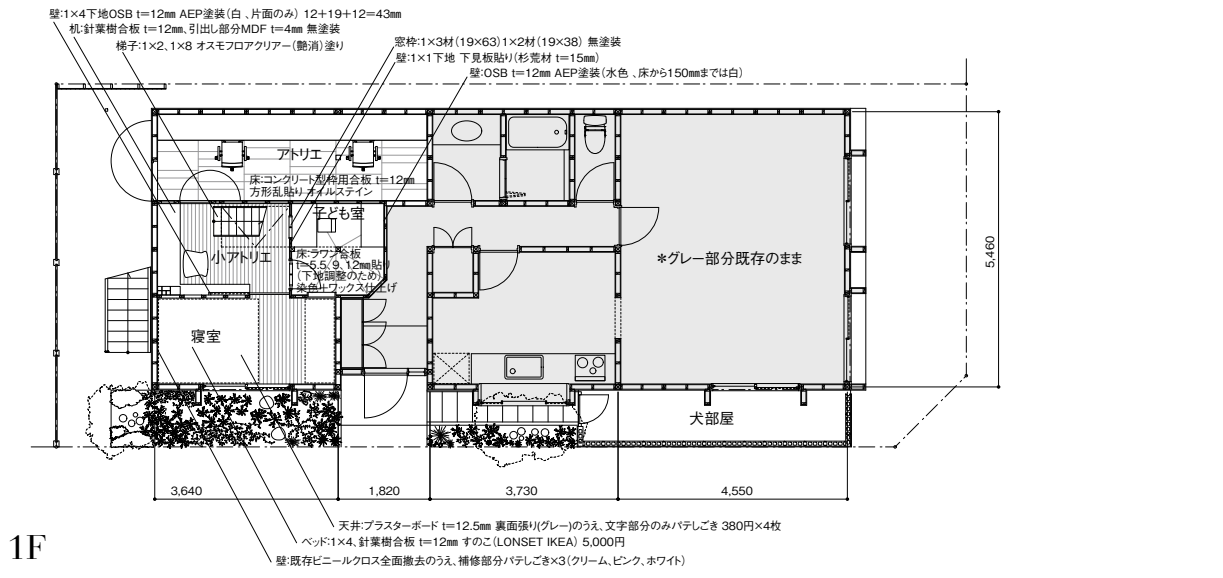 壁:1×4下地OSB t=12㎜ AEP塗装(白 、片面のみ) 12+19+12=43㎜
机:針葉樹合板 t=12㎜、引出し部分MDF t=4㎜ 無塗装
梯子:1×2、1×8 オスモフロアクリアー(艶消)塗り
窓枠:1×3材(19×63)1×2材(19×38) 無塗装
壁:1×1下地 下見板貼り(杉荒材 t=15㎜)
壁:OSB t=12㎜ AEP塗装(水色 、床から150㎜までは白)
アトリエ
床:コンクリート型枠用合板 t=12㎜
方形乱貼り オイルステイン
子ども室
小アトリエ
床:ラワン合板
t=5.5、9、12㎜貼り
(下地調整のため)
染色+ワックス仕上げ
*グレー部分既存のまま
5,460
寝室
犬部屋
3,640
1,820
3,730
4,550
天井:プラスターボード t=12.5㎜ 裏面張り(グレー)のうえ、文字部分のみパテしごき 380円×4枚
ベッド:1×4、針葉樹合板 t=12㎜ すのこ(LONSET IKEA) 5,000円
壁:既存ビニールクロス全面撤去のうえ、補修部分パテしごき×3(クリーム、ピンク、ホワイト)
1F